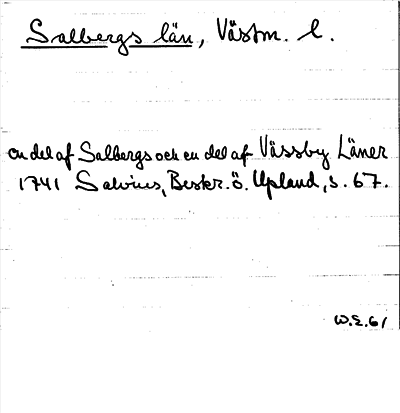 Salbergs län, Västm. l.
en del af Salbergs och en del af Vässby Läner
1741 Salvius, Beskr. ö. Upland, s. 67.
W.E. 61